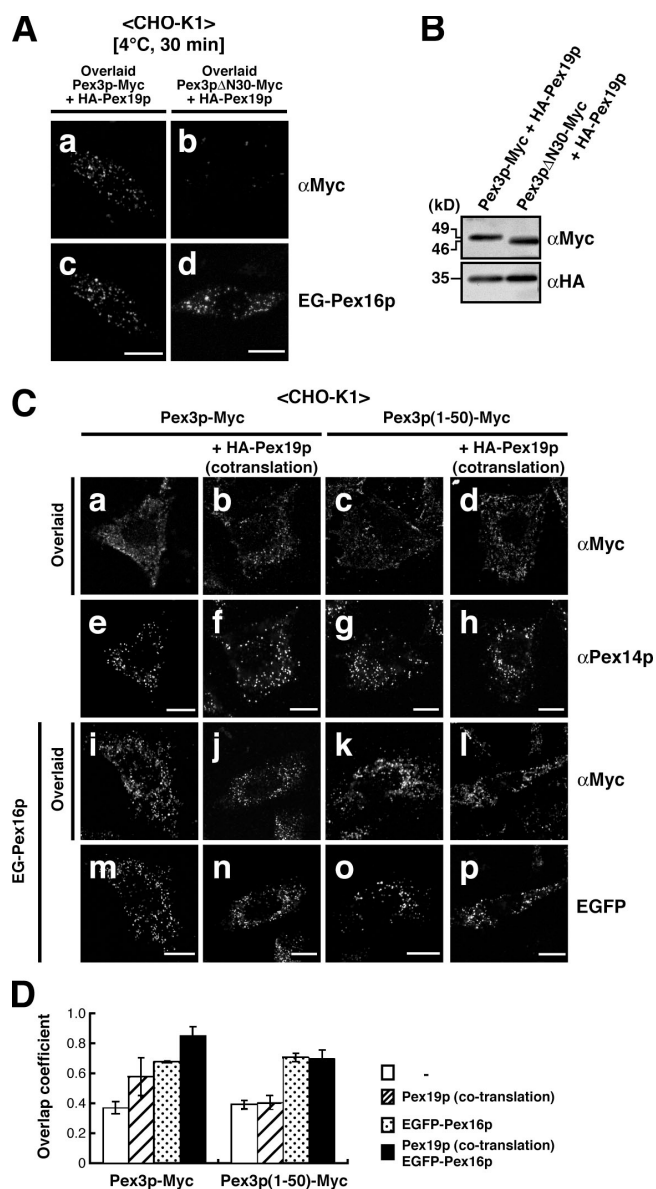 A
<CHO-K1>
[4°C, 30 min]
Overlaid
Pex3p-Myc
+ HA-Pex19p
Overlaid
Pex3pΔN30-Myc
+ HA-Pex19p
a
b
αMyc
c
d
EG-Pex16p
B
Pex3p-Myc + HA-Pex19p
Pex3pΔN30-Myc
+ HA-Pex19p
(kD)
49
46
αMyc
35
αHA
C
<CHO-K1>
Pex3p-Myc
Pex3p(1-50)-Myc
+ HA-Pex19p
(cotranslation)
+ HA-Pex19p
(cotranslation)
Overlaid
a
b
c
d
αMyc
e
f
g
h
αPex14p
EG-Pex16p
Overlaid
i
j
k
l
αMyc
m
n
o
p
EGFP
D
Overlap coefficient
1.0
0.8
0.6
0.4
0.2
0
Pex3p-Myc
Pex3p(1-50)-Myc
-
Pex19p (co-translation)
EGFP-Pex16p
Pex19p (co-translation)
EGFP-Pex16p